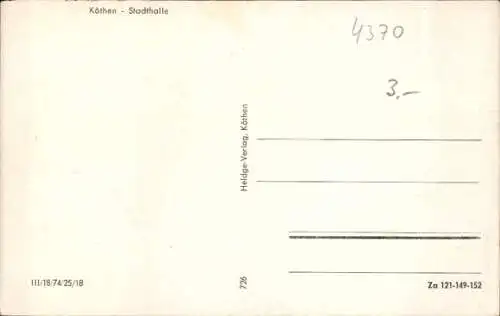 Köthen - Stadthalle
4370
3.-
Heldge-Verlag, Köthen
726
III/18/74/25/18
Za 121-149-152